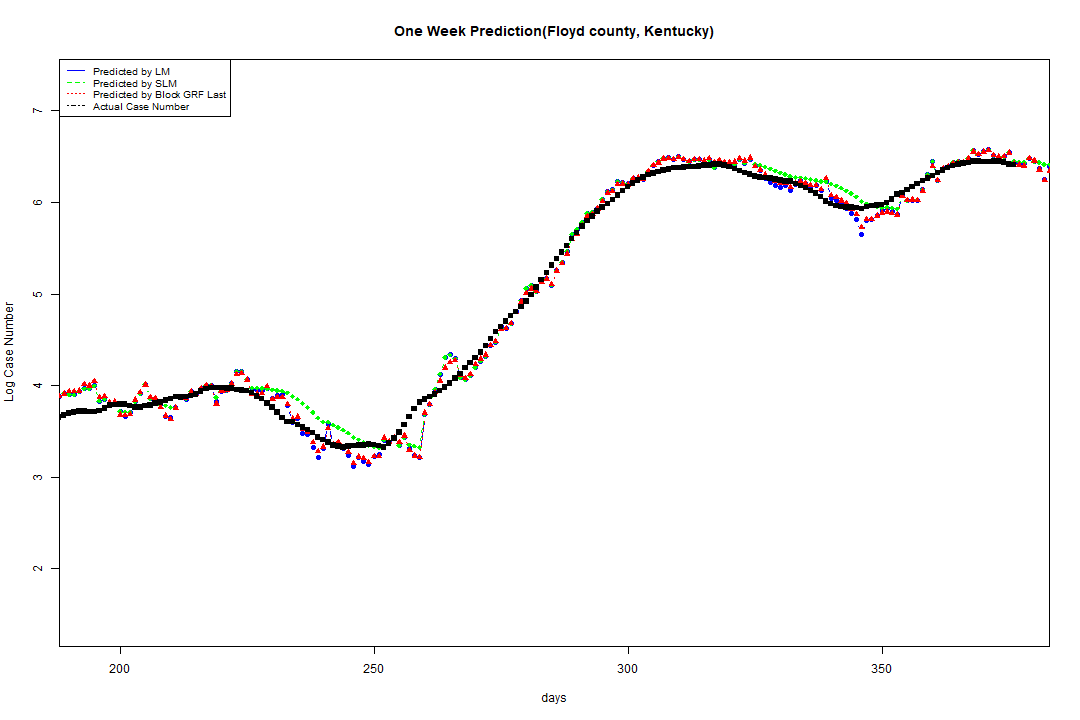 One Week Prediction(Floyd county, Kentucky)
Predicted by LM
Predicted by SLM
Predicted by Block GRF Last
Actual Case Number
7
6
5
4
3
2
Log Case Number
200
250
300
350
days